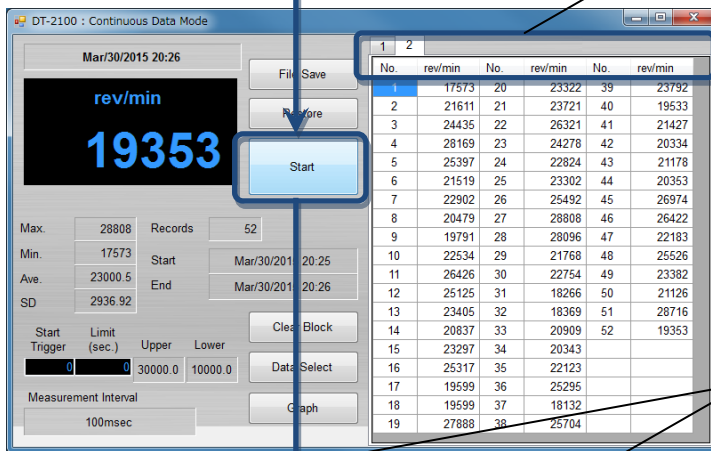 DT-2100 : Continuous Data Mode
Mar/30/2015 20:26
rev/min
19353
File Save
Restore
Start
Max. 28808 Records 52
Min. 17573 Start Mar/30/2015 20:25
Ave. 23000.5 End Mar/30/2015 20:26
SD 2936.92
Start Trigger Limit (sec.) Upper Lower
0 0 30000.0 10000.0
Measurement Interval
100msec
Clear Block
Data Select
Graph
1 2
No. rev/min No. rev/min No. rev/min
1 17573 20 23322 39 23792
2 21611 21 23721 40 19533
3 24435 22 26321 41 21427
4 28169 23 24278 42 20334
5 25397 24 22824 43 21178
6 21519 25 23302 44 20353
7 22902 26 25492 45 26974
8 20479 27 28808 46 26422
9 19791 28 28096 47 22183
10 22534 29 21768 48 25526
11 26426 30 22754 49 23382
12 25125 31 18266 50 21126
13 23405 32 18369 51 28716
14 20837 33 20909 52 19353
15 23297 34 20343
16 25317 35 22123
17 19599 36 25295
18 19599 37 18132
19 27888 38 25704